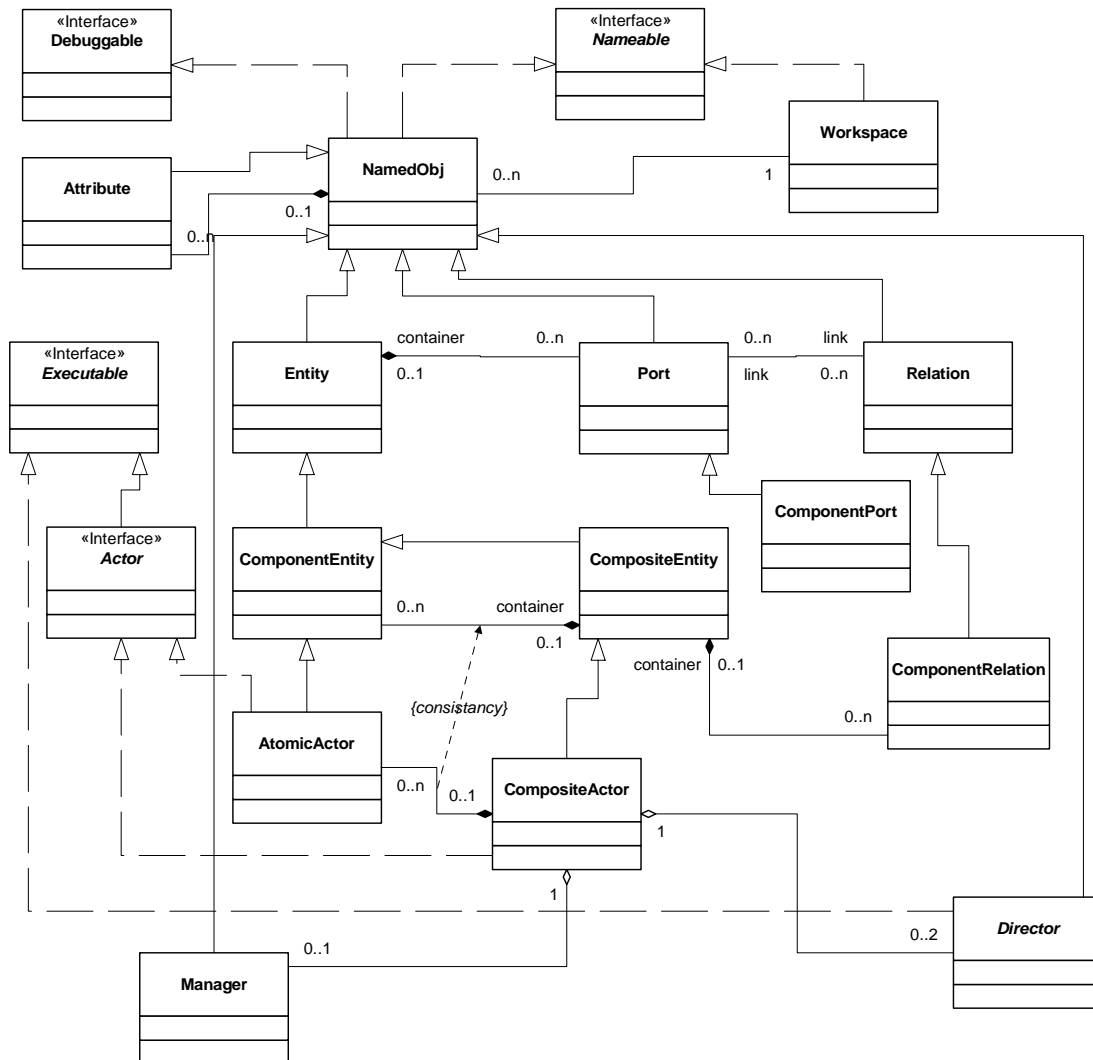 «Interface»
Debuggable
«Interface»
Nameable
Workspace
NamedObj
Attribute
0..n
1
0..1
0..n
«Interface»
Executable
Entity
container
0..1
0..n
Port
0..n
link
link
0..n
Relation
ComponentPort
«Interface»
Actor
ComponentEntity
CompositeEntity
0..n
container
0..1
container
0..1
ComponentRelation
0..n
{consistancy}
AtomicActor
0..n
0..1
CompositeActor
1
1
Director
0..2
0..1
Manager